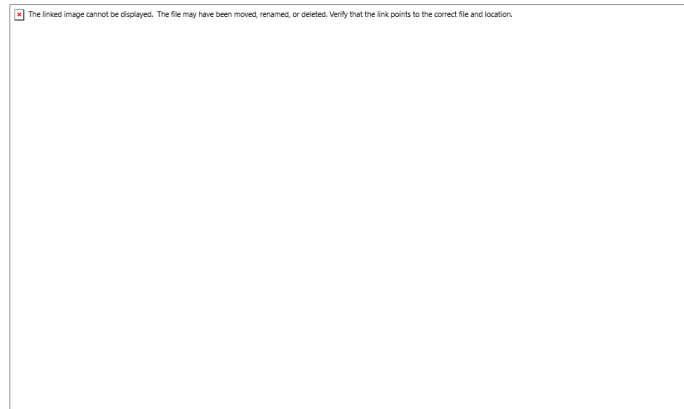 The linked image cannot be displayed. The file may have been moved, renamed, or deleted. Verify that the link points to the correct file and location.